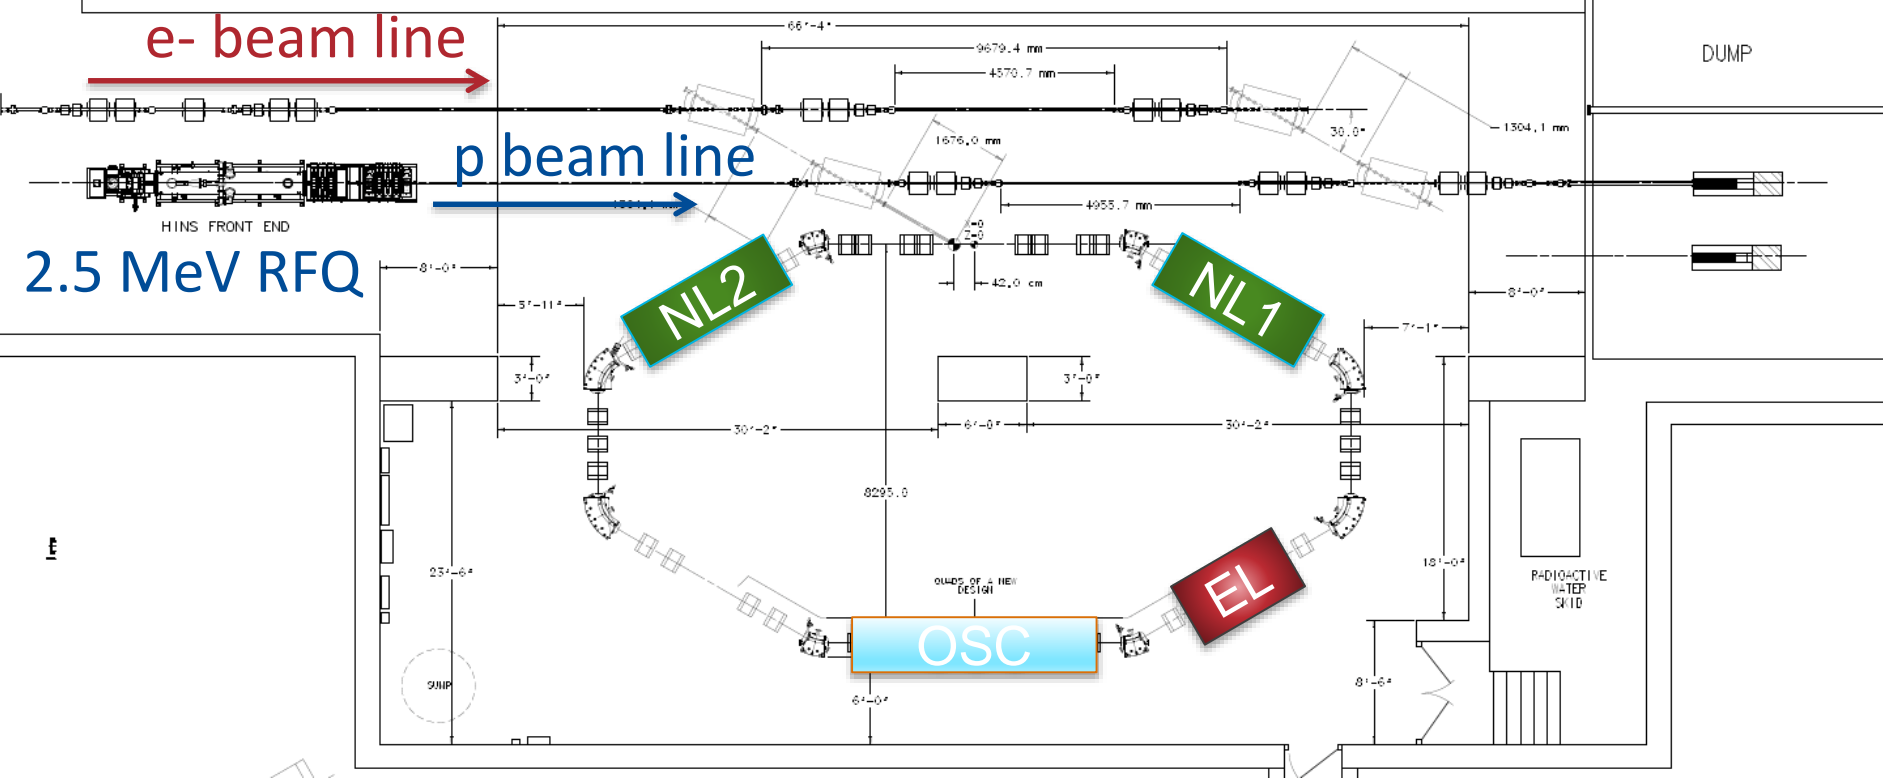 e- beam line
66'-4"
9679.4 mm
4570.7 mm
DUMP
1304.1 mm
30.0°
1676.0 mm
p beam line
4955.7 mm
HINS FRONT END
2.5 MeV RFQ
X=0
Z=0
8'-0"
42.0 cm
8'-0"
NL2
NL1
7'-1"
3'-0"
3'-0"
30'-2"
6'-0"
30'-2"
8295.0
23'-6"
18'-0"
QUADS OF A NEW
DESIGN
EL
RADIOACTIVE
WATER
SKID
OSC
SUMP
8'-6"
6'-0"